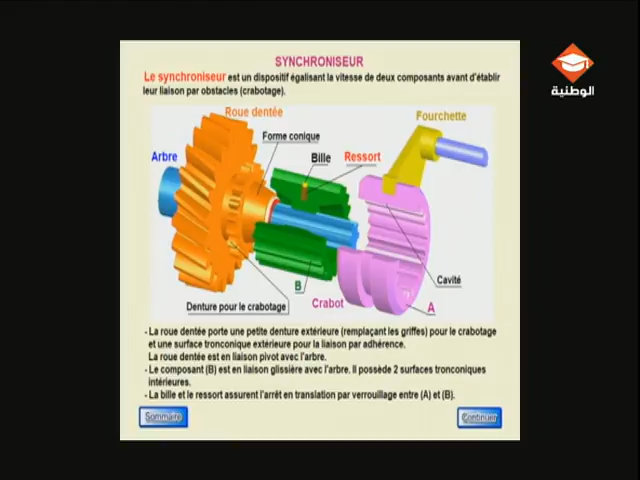 SYNCHRONISEUR
Le synchroniseur est un dispositif égalisant la vitesse de deux composants avant d'établir
leur liaison par obstacles (crabotage).
الوطنية
Roue dentée
Fourchette
Forme conique
Arbre
Bille
Ressort
Cavité
B
Denture pour le crabotage
Crabot
A
- La roue dentée porte une petite denture extérieure (remplaçant les griffes) pour le crabotage
et une surface tronconique extérieure pour la liaison par adhérence.
La roue dentée est en liaison pivot avec l'arbre.
- Le composant (B) est en liaison glissière avec l'arbre. Il possède 2 surfaces tronconiques
intérieures.
- La bille et le ressort assurent l'arrêt en translation par verrouillage entre (A) et (B).
Sommaire
Continuer